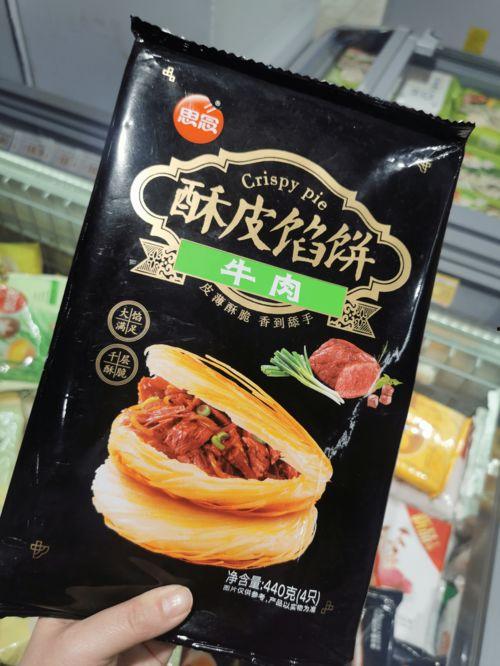 思念®
Crispy pie
酥皮馅饼
牛肉
皮薄酥脆 香到舔手
大馅
满足
千层
酥脆
净含量:440克(4只)
图片仅供参考,产品以实物为准